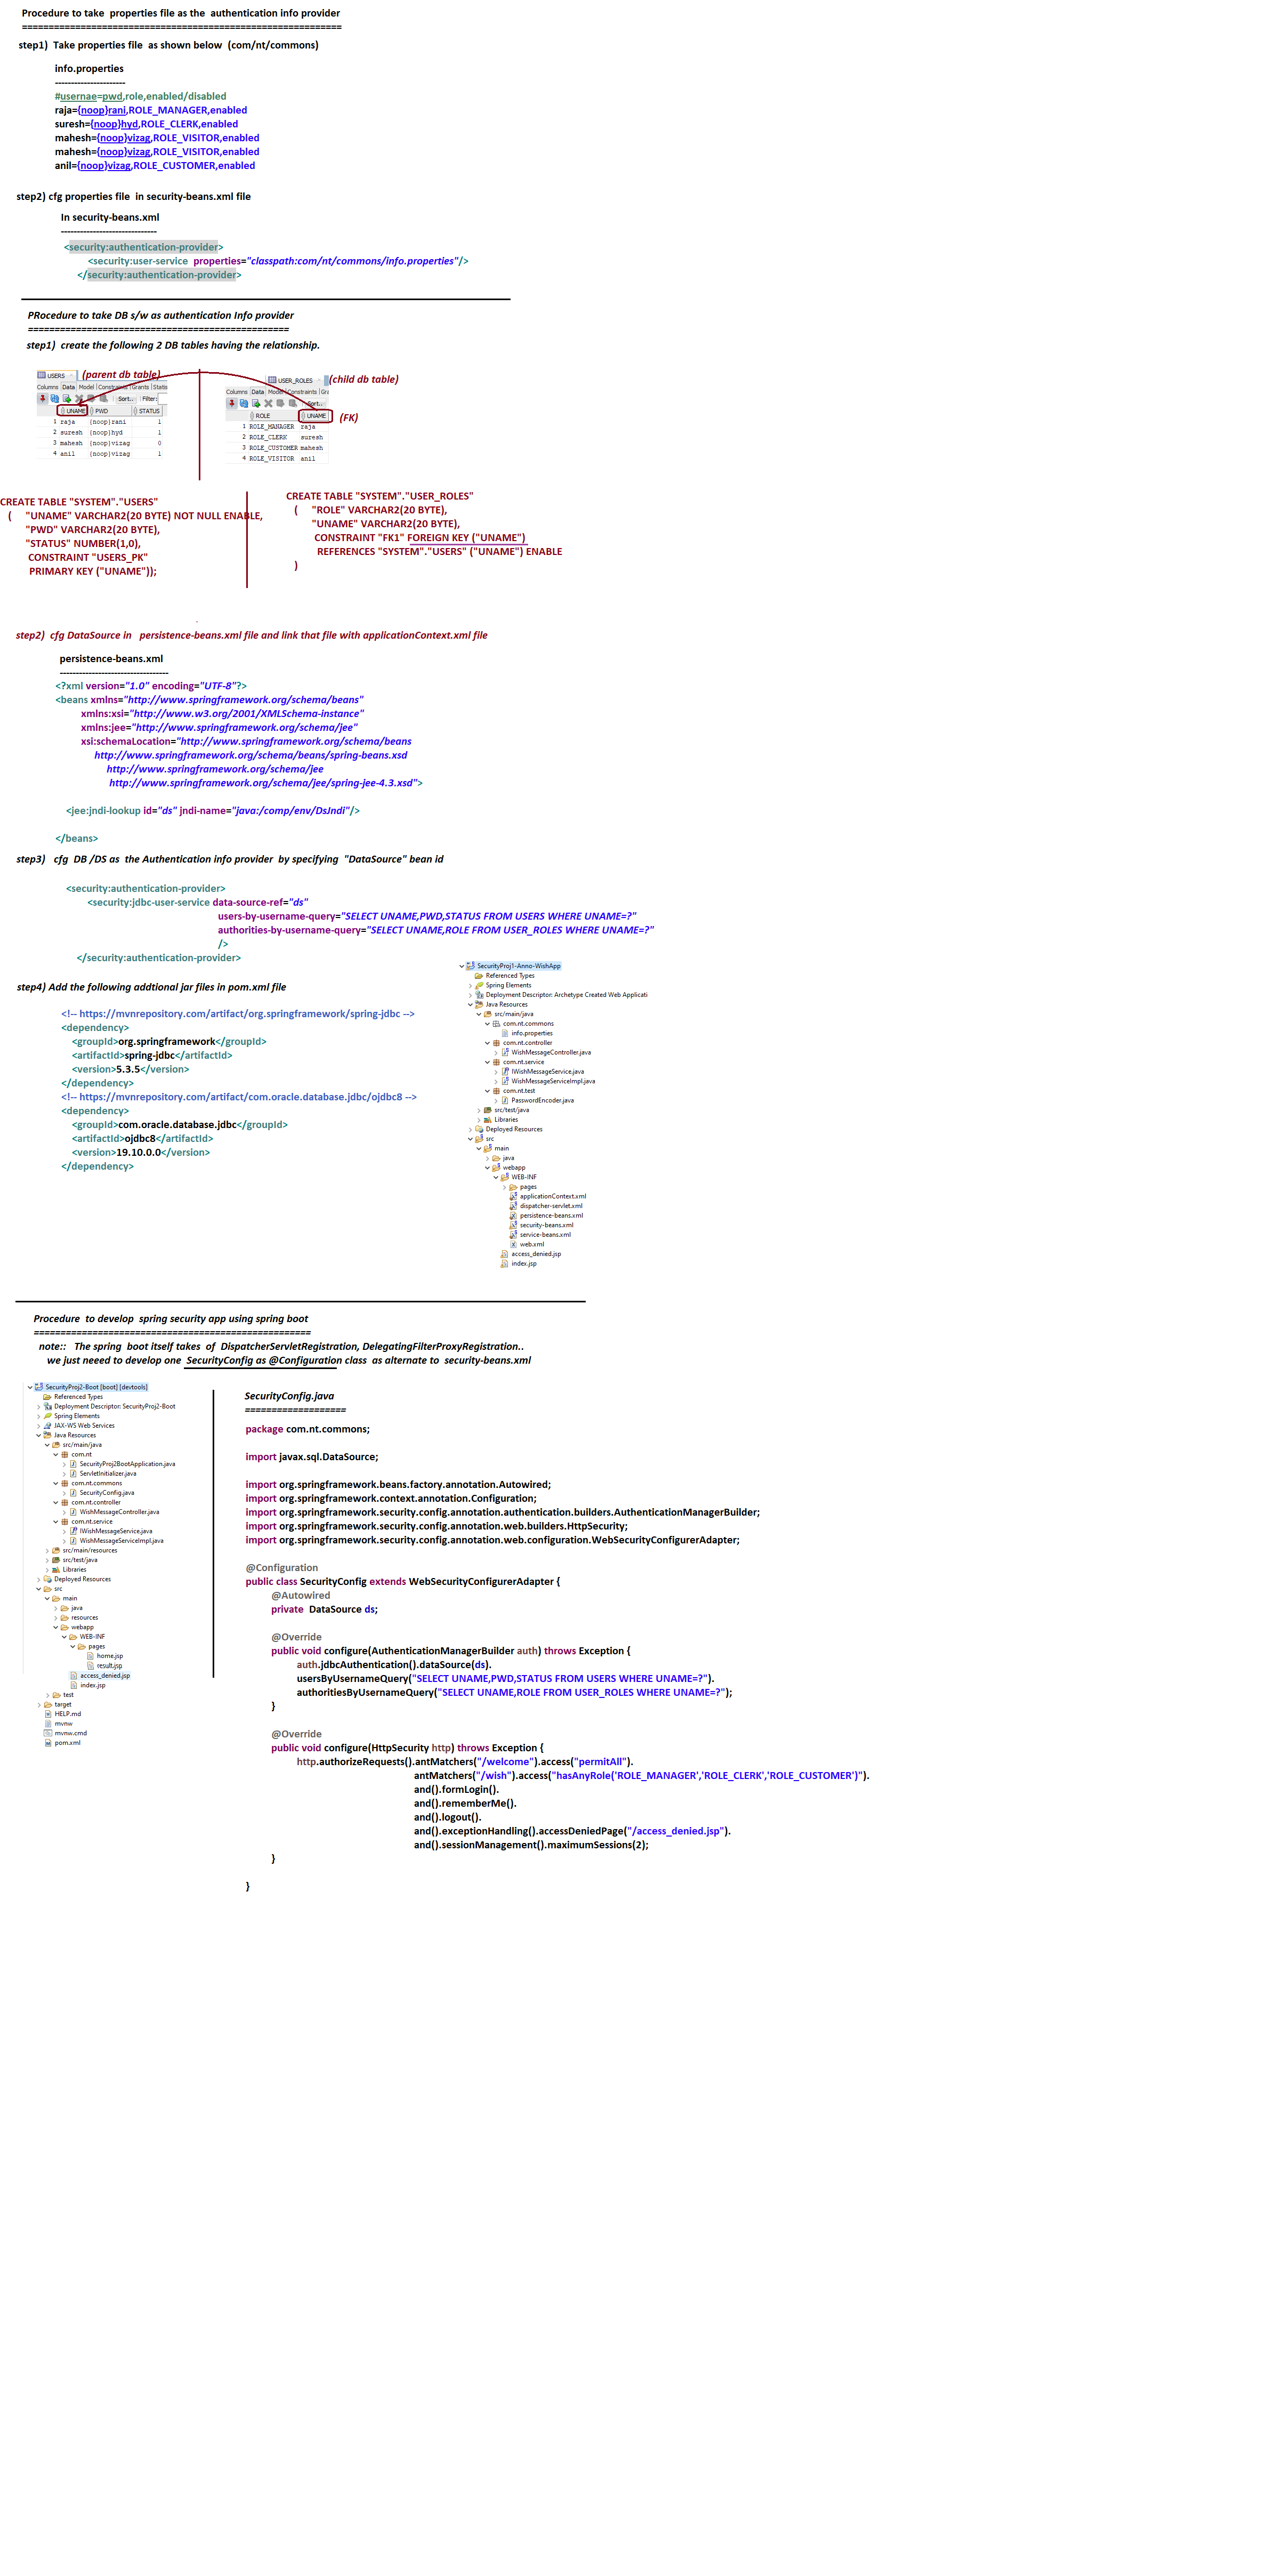 Procedure to take  properties file as the  authentication info provider
=============================================================
step1)  Take properties file  as shown below  (com/nt/commons)
info.properties
----------------------
#usernae=pwd,role,enabled/disabled
raja={noop}rani,ROLE_MANAGER,enabled
suresh={noop}hyd,ROLE_CLERK,enabled
mahesh={noop}vizag,ROLE_VISITOR,enabled
mahesh={noop}vizag,ROLE_VISITOR,enabled
anil={noop}vizag,ROLE_CUSTOMER,enabled
step2) cfg properties file  in security-beans.xml file
In security-beans.xml
------------------------------
<security:authentication-provider>
<security:user-service  properties="classpath:com/nt/commons/info.properties"/>
</security:authentication-provider>
PRocedure to take DB s/w as authentication Info provider
==================================================
step1)  create the following 2 DB tables having the relationship.
USERS (parent db table)
Columns Data Model Constraints Grants Statis
Sort.. Filter:
UNAME PWD STATUS
1 raja {noop}rani 1
2 suresh {noop}hyd 1
3 mahesh {noop}vizag 0
4 anil {noop}vizag 1
USER_ROLES (child db table)
Columns Data Model Constraints Gra
Sort..
ROLE UNAME (FK)
1 ROLE_MANAGER raja
2 ROLE_CLERK suresh
3 ROLE_CUSTOMER mahesh
4 ROLE_VISITOR anil
CREATE TABLE "SYSTEM"."USERS"
(     "UNAME" VARCHAR2(20 BYTE) NOT NULL ENABLE,
"PWD" VARCHAR2(20 BYTE),
"STATUS" NUMBER(1,0),
CONSTRAINT "USERS_PK"
PRIMARY KEY ("UNAME"));
CREATE TABLE "SYSTEM"."USER_ROLES"
(     "ROLE" VARCHAR2(20 BYTE),
"UNAME" VARCHAR2(20 BYTE),
CONSTRAINT "FK1" FOREIGN KEY ("UNAME")
REFERENCES "SYSTEM"."USERS" ("UNAME") ENABLE
)
step2)  cfg DataSource in   persistence-beans.xml file and link that file with applicationContext.xml file
persistence-beans.xml
----------------------------------
<?xml version="1.0" encoding="UTF-8"?>
<beans xmlns="http://www.springframework.org/schema/beans"
xmlns:xsi="http://www.w3.org/2001/XMLSchema-instance"
xmlns:jee="http://www.springframework.org/schema/jee"
xsi:schemaLocation="http://www.springframework.org/schema/beans
http://www.springframework.org/schema/beans/spring-beans.xsd
http://www.springframework.org/schema/jee
http://www.springframework.org/schema/jee/spring-jee-4.3.xsd">
<jee:jndi-lookup id="ds" jndi-name="java:/comp/env/DsJndi"/>
</beans>
step3)   cfg  DB /DS as  the Authentication info provider  by specifying  "DataSource" bean id
<security:authentication-provider>
<security:jdbc-user-service data-source-ref="ds"
users-by-username-query="SELECT UNAME,PWD,STATUS FROM USERS WHERE UNAME=?"
authorities-by-username-query="SELECT UNAME,ROLE FROM USER_ROLES WHERE UNAME=?"
/>
</security:authentication-provider>
step4) Add the following addtional jar files in pom.xml file
<!-- https://mvnrepository.com/artifact/org.springframework/spring-jdbc -->
<dependency>
<groupId>org.springframework</groupId>
<artifactId>spring-jdbc</artifactId>
<version>5.3.5</version>
</dependency>
<!-- https://mvnrepository.com/artifact/com.oracle.database.jdbc/ojdbc8 -->
<dependency>
<groupId>com.oracle.database.jdbc</groupId>
<artifactId>ojdbc8</artifactId>
<version>19.10.0.0</version>
</dependency>
SecurityProj1-Anno-WishApp
Referenced Types
Spring Elements
Deployment Descriptor: Archetype Created Web Applicati
Java Resources
src/main/java
com.nt.commons
info.properties
com.nt.controller
WishMessageController.java
com.nt.service
IWishMessageService.java
WishMessageServiceImpl.java
com.nt.test
PasswordEncoder.java
src/test/java
Libraries
Deployed Resources
src
main
java
webapp
WEB-INF
pages
applicationContext.xml
dispatcher-servlet.xml
persistence-beans.xml
security-beans.xml
service-beans.xml
web.xml
access_denied.jsp
index.jsp
Procedure  to develop  spring security app using spring boot
=====================================================
note::   The spring  boot itself takes  of  DispatcherServletRegistration, DelegatingFilterProxyRegistration..
we just neeed to develop one  SecurityConfig as @Configuration class  as alternate to  security-beans.xml
SecurityProj2-Boot [boot] [devtools]
Referenced Types
Deployment Descriptor: SecurityProj2-Boot
Spring Elements
JAX-WS Web Services
Java Resources
src/main/java
com.nt
SecurityProj2BootApplication.java
ServletInitializer.java
com.nt.commons
SecurityConfig.java
com.nt.controller
WishMessageController.java
com.nt.service
IWishMessageService.java
WishMessageServiceImpl.java
src/main/resources
src/test/java
Libraries
Deployed Resources
src
main
java
resources
webapp
WEB-INF
pages
home.jsp
result.jsp
access_denied.jsp
index.jsp
test
target
HELP.md
mvnw
mvnw.cmd
pom.xml
SecurityConfig.java
===================
package com.nt.commons;
import javax.sql.DataSource;
import org.springframework.beans.factory.annotation.Autowired;
import org.springframework.context.annotation.Configuration;
import org.springframework.security.config.annotation.authentication.builders.AuthenticationManagerBuilder;
import org.springframework.security.config.annotation.web.builders.HttpSecurity;
import org.springframework.security.config.annotation.web.configuration.WebSecurityConfigurerAdapter;
@Configuration
public class SecurityConfig extends WebSecurityConfigurerAdapter {
@Autowired
private  DataSource ds;
@Override
public void configure(AuthenticationManagerBuilder auth) throws Exception {
auth.jdbcAuthentication().dataSource(ds).
usersByUsernameQuery("SELECT UNAME,PWD,STATUS FROM USERS WHERE UNAME=?").
authoritiesByUsernameQuery("SELECT UNAME,ROLE FROM USER_ROLES WHERE UNAME=?");
}
@Override
public void configure(HttpSecurity http) throws Exception {
http.authorizeRequests().antMatchers("/welcome").access("permitAll").
antMatchers("/wish").access("hasAnyRole('ROLE_MANAGER','ROLE_CLERK','ROLE_CUSTOMER')").
and().formLogin().
and().rememberMe().
and().logout().
and().exceptionHandling().accessDeniedPage("/access_denied.jsp").
and().sessionManagement().maximumSessions(2);
}
}